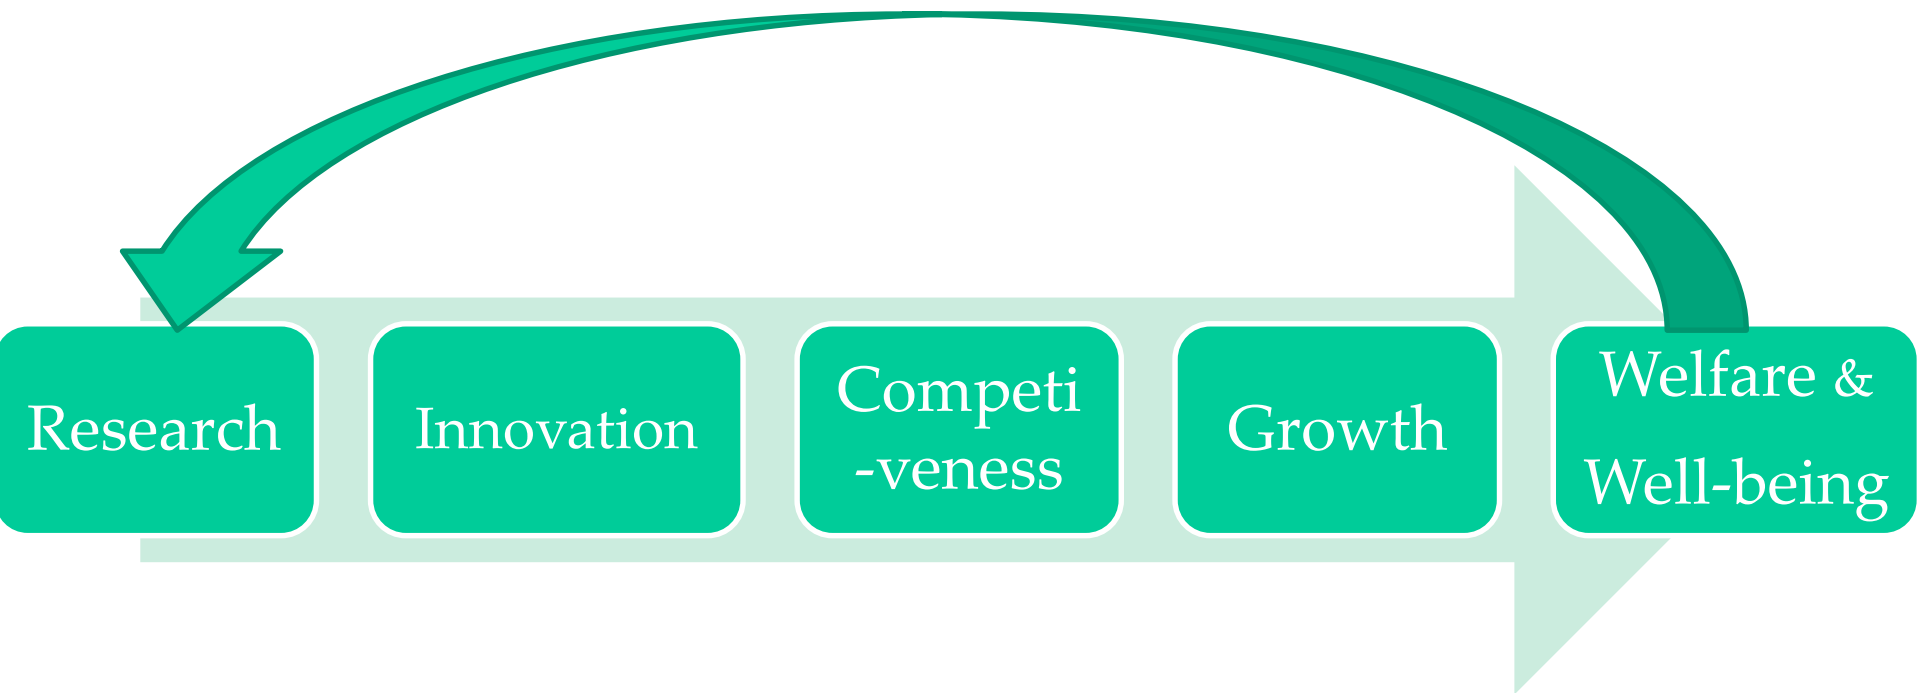 Research
Innovation
Competi
-veness
Growth
Welfare &
Well-being